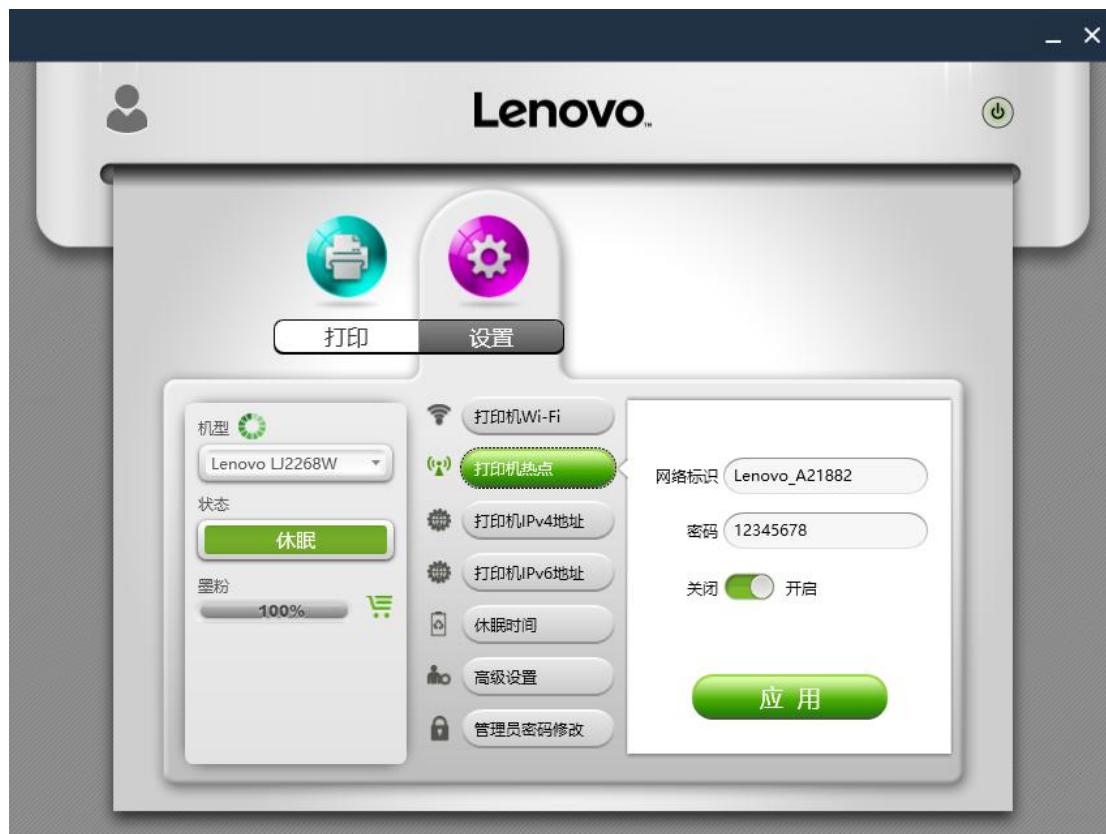 Lenovo™
打印
设置
机型
Lenovo LJ2268W
状态
休眠
墨粉
100%
打印机Wi-Fi
打印机热点
打印机IPv4地址
打印机IPv6地址
休眠时间
高级设置
管理员密码修改
网络标识 Lenovo_A21882
密码 12345678
关闭 开启
应 用